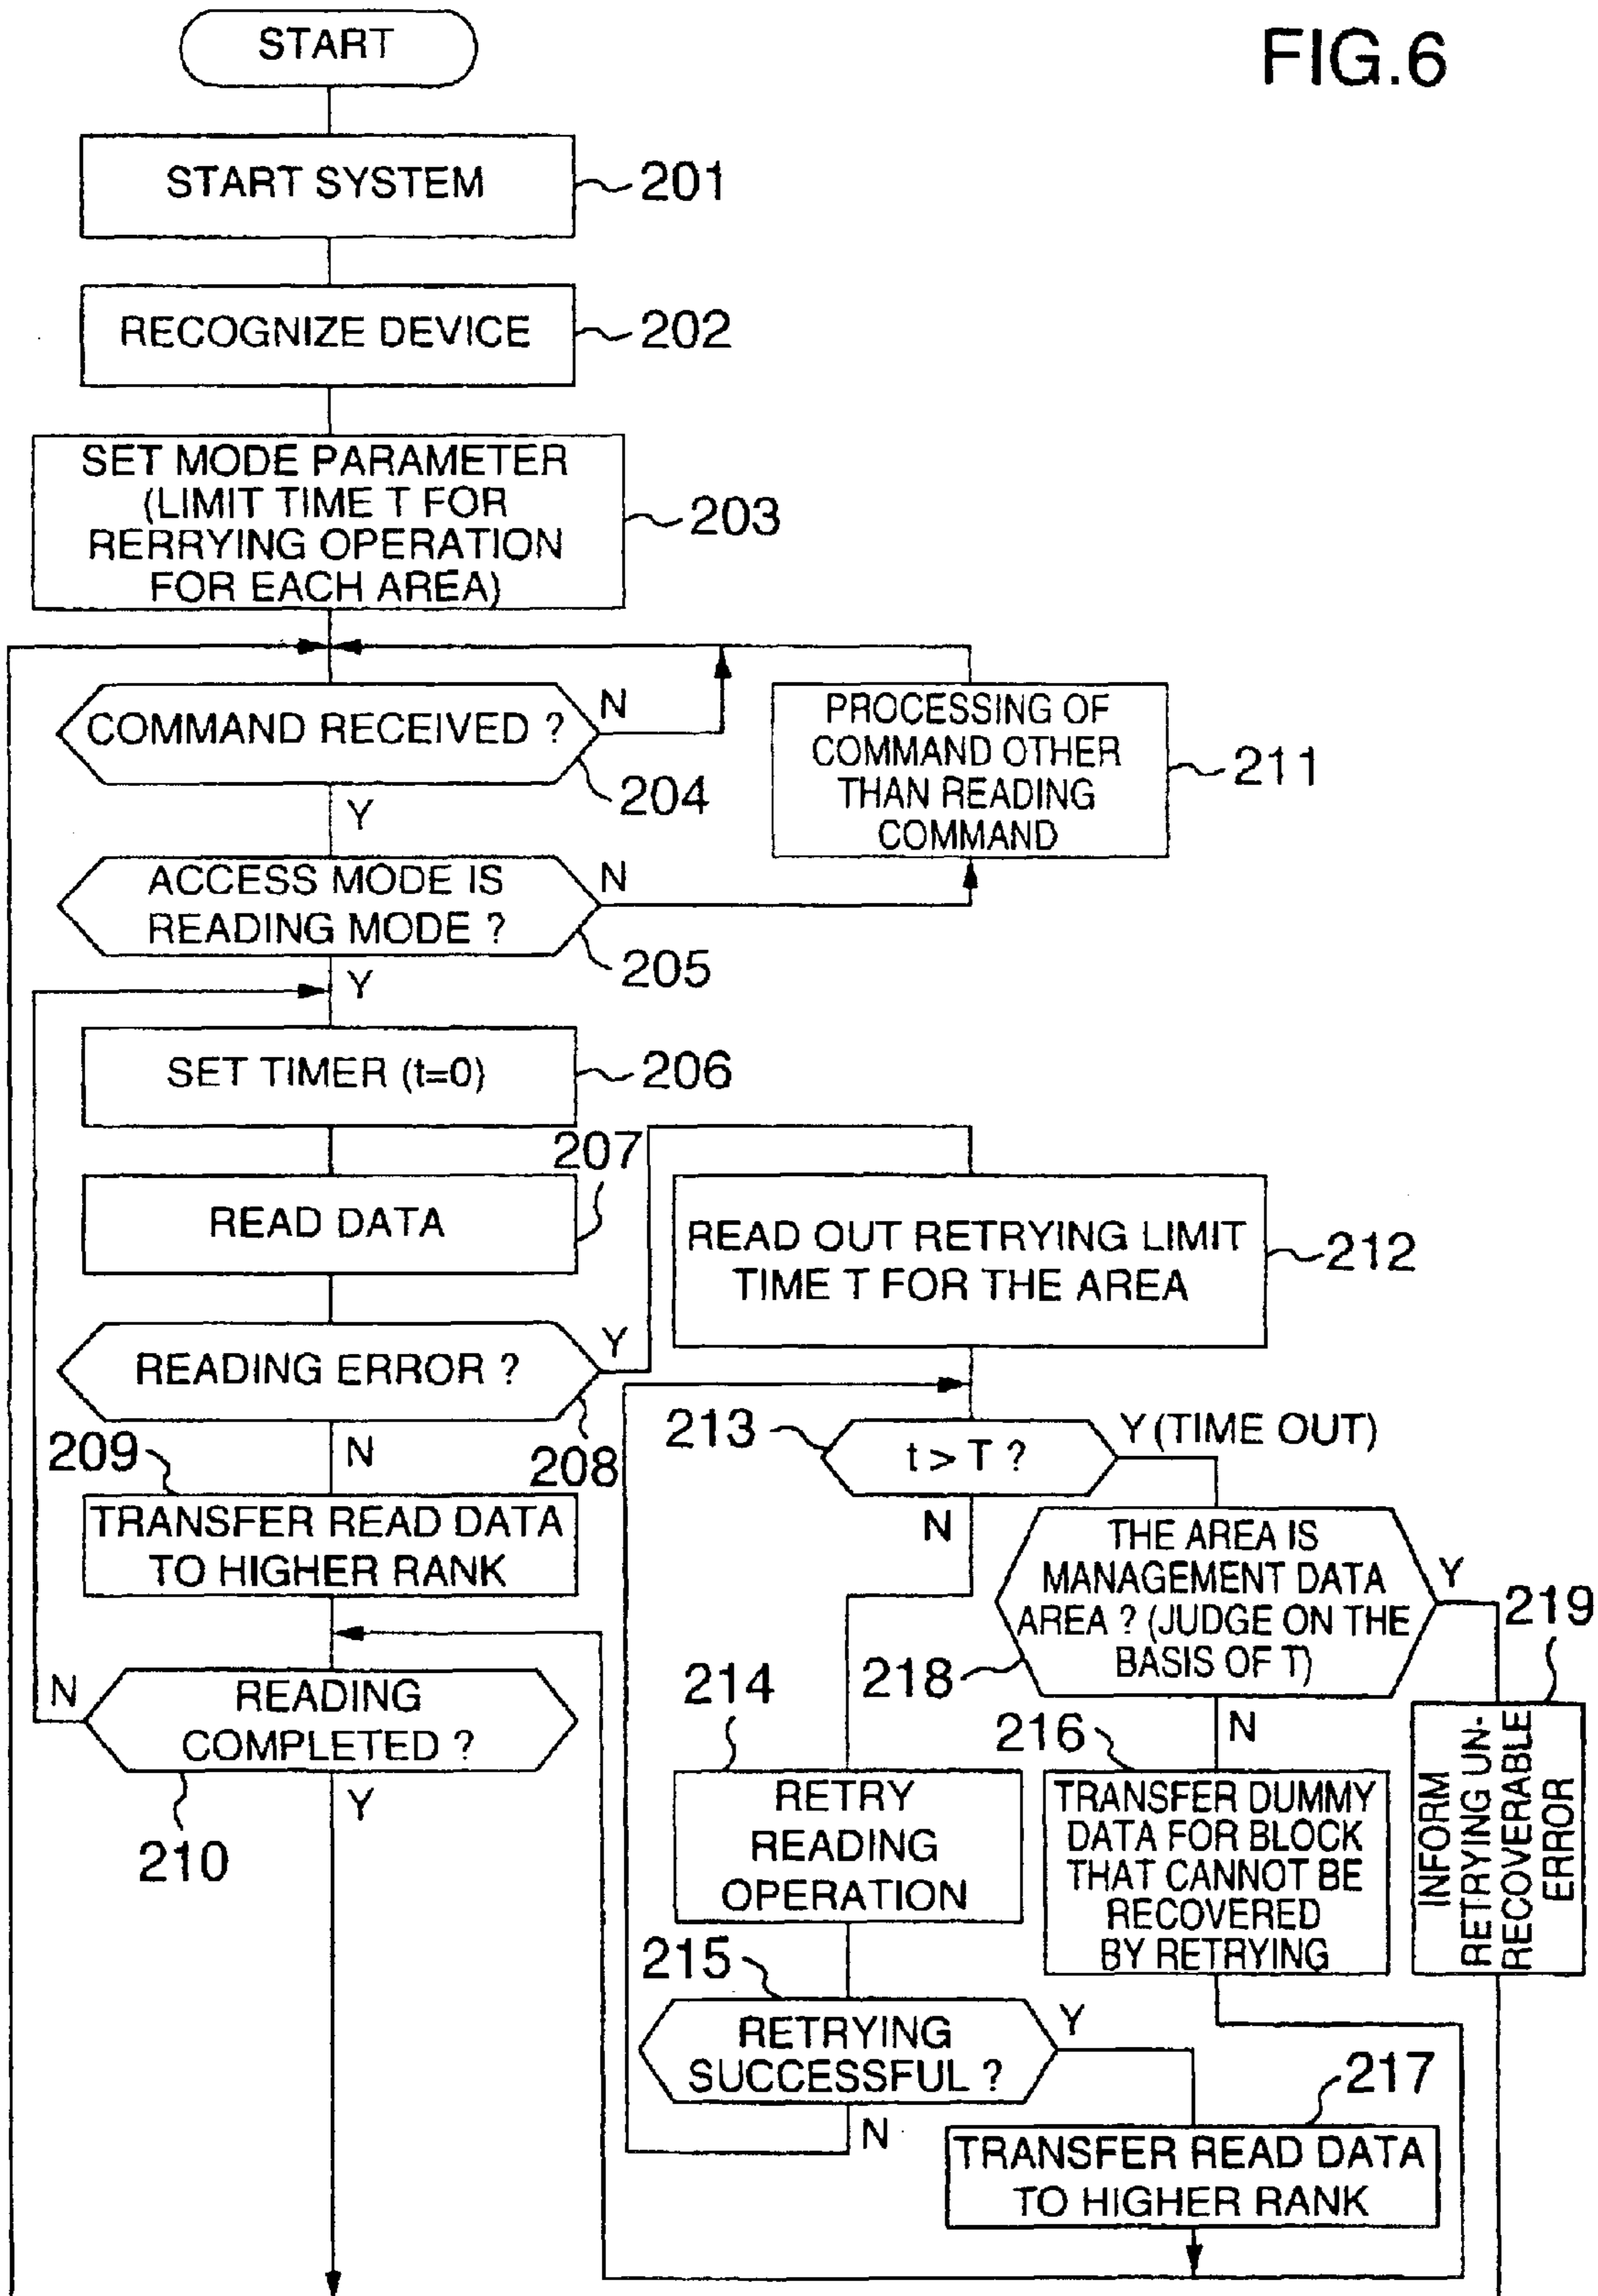 FIG.6
START
START SYSTEM
201
RECOGNIZE DEVICE
202
SET MODE PARAMETER
(LIMIT TIME T FOR
RERRYING OPERATION
FOR EACH AREA)
203
COMMAND RECEIVED ?
N
204
Y
PROCESSING OF
COMMAND OTHER
THAN READING
COMMAND
211
ACCESS MODE IS
READING MODE ?
N
205
Y
SET TIMER (t=0)
206
207
READ DATA
READING ERROR ?
Y
208
N
209
TRANSFER READ DATA
TO HIGHER RANK
READING
COMPLETED ?
N
210
Y
READ OUT RETRYING LIMIT
TIME T FOR THE AREA
212
213
t > T ?
Y (TIME OUT)
N
THE AREA IS
MANAGEMENT DATA
AREA ? (JUDGE ON THE
BASIS OF T)
218
Y
219
N
214
RETRY
READING
OPERATION
216
TRANSFER DUMMY
DATA FOR BLOCK
THAT CANNOT BE
RECOVERED
BY RETRYING
INFORM
RETRYING UN-
RECOVERABLE
ERROR
215
RETRYING
SUCCESSFUL ?
Y
N
217
TRANSFER READ DATA
TO HIGHER RANK